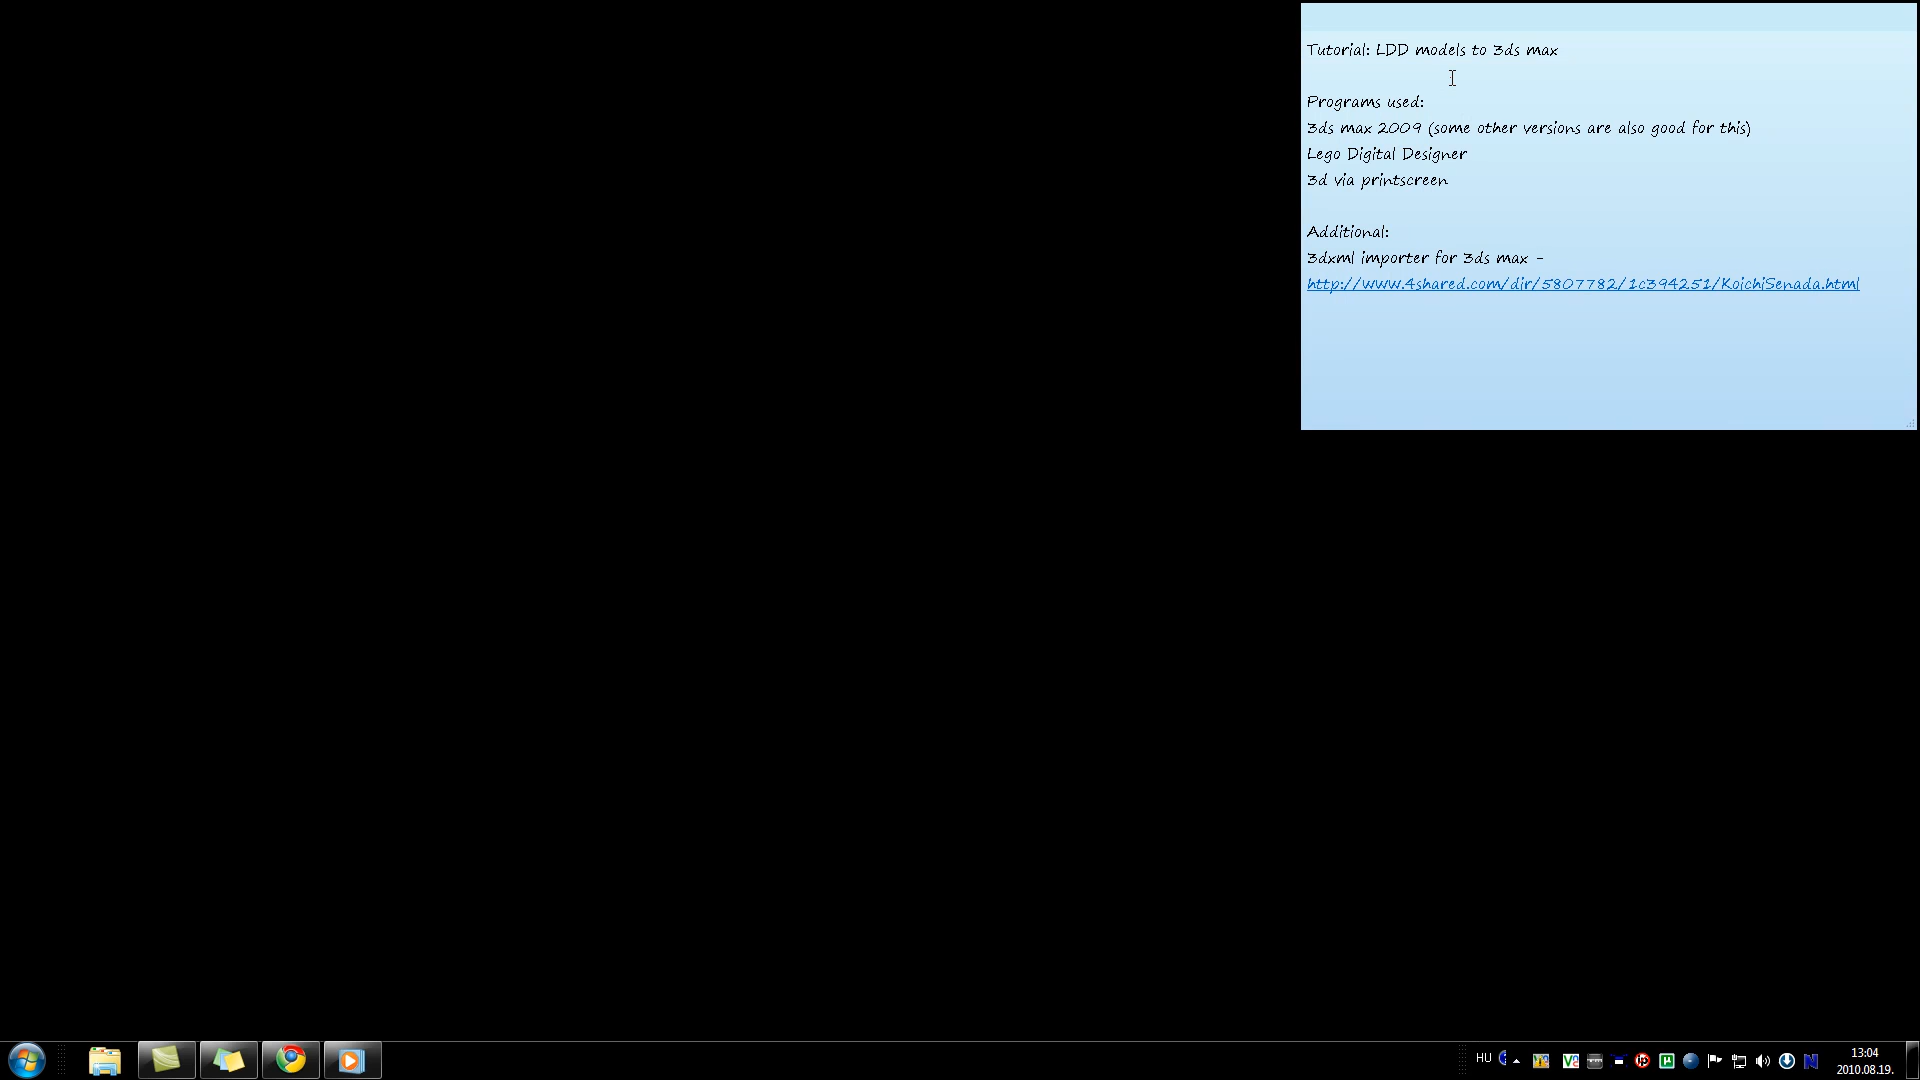 Tutorial: LDD models to 3ds max
Programs used:
3ds max 2009 (some other versions are also good for this)
Lego Digital Designer
3d via printscreen
Additional:
3dxml importer for 3ds max -
http://www.4shared.com/dir/5807782/1c394251/KoichiSenada.html
HU
13:04
2010.08.19.